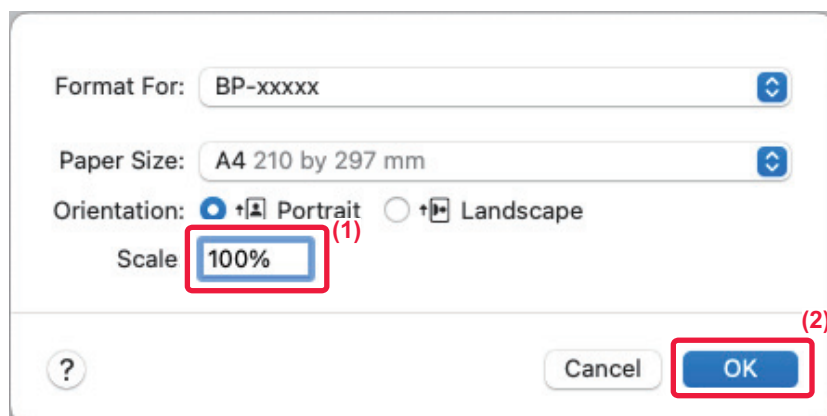 Format For: BP-xxxxx
Paper Size: A4 210 by 297 mm
Orientation: Portrait Landscape
(1)
Scale 100%
(2)
? Cancel OK